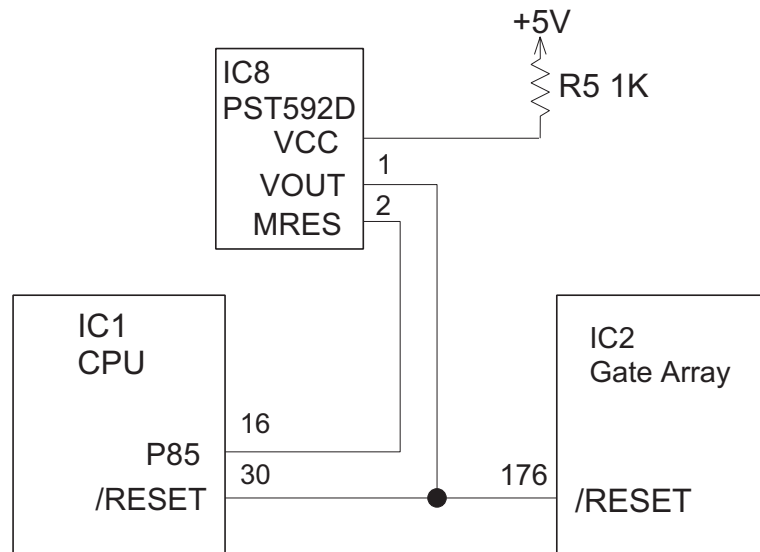 +5V
R5 1K
IC8
PST592D
VCC
1
VOUT
2
MRES
IC1
CPU
IC2
Gate Array
16
P85
30
/RESET
176
/RESET